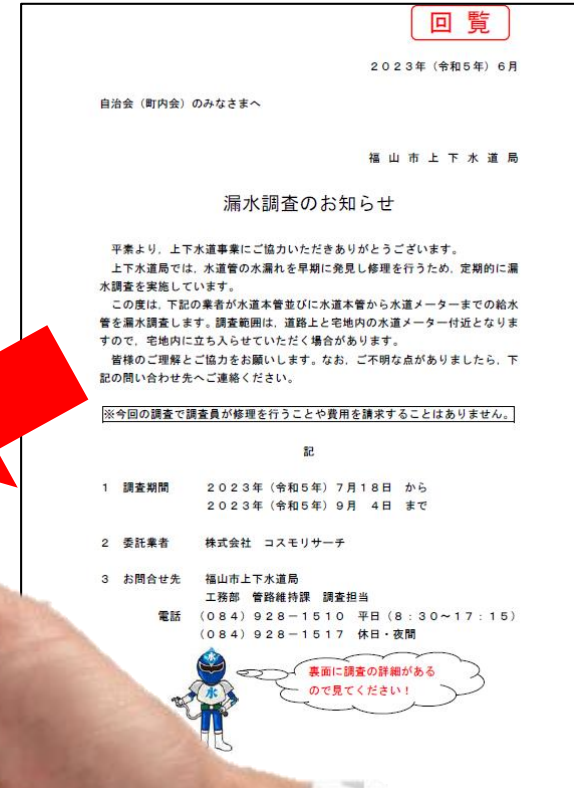 回覧
2023年（令和5年）6月
自治会（町内会）のみなさまへ
福山市上下水道局
漏水調査のお知らせ
平素より，上下水道事業にご協力いただきありがとうございます。
上下水道局では，水道管の水漏れを早期に発見し修理を行うため，定期的に漏
水調査を実施しています。
この度は，下記の業者が水道本管並びに水道本管から水道メーターまでの給水
管を漏水調査します。調査範囲は，道路上と宅地内の水道メーター付近となりま
すので，宅地内に立ち入らせていただく場合があります。
皆様のご理解とご協力をお願いします。なお，ご不明な点がありましたら，下
記の問い合わせ先へご連絡ください。
※今回の調査で調査員が修理を行うことや費用を請求することはありません。
記
1 調査期間 2023年（令和5年）7月18日 から
2023年（令和5年）9月 4日 まで
2 委託業者 株式会社 コスモリサーチ
3 お問合せ先 福山市上下水道局
工務部 管路維持課 調査担当
電話 （084）928－1510 平日（8：30～17：15）
（084）928－1517 休日・夜間
水
水
裏面に調査の詳細がある
ので見てください！